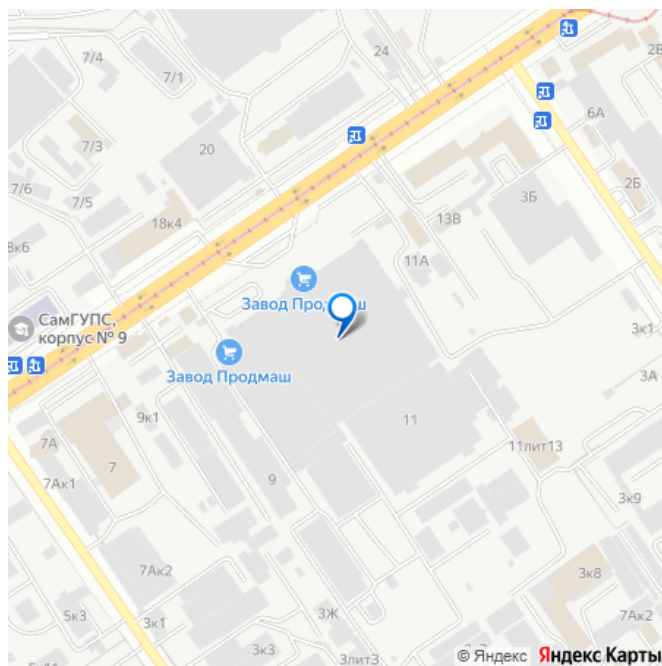 24
2В
7/4
7/1
6А
7/3
20
2Б
7/6
7/5
3Б
18к4
13В
8к6
11А
Завод Продмаш
СамГУПС,
корпус № 9
3к1
Завод Продмаш
3А
9к1
11
7А
11лит13
7
9
7Ак1
3к9
7Ак2
3к8
5к3
3Ж
7Ак2
3к1
3к3
3литЗ
© Яндекс
Яндекс Карты